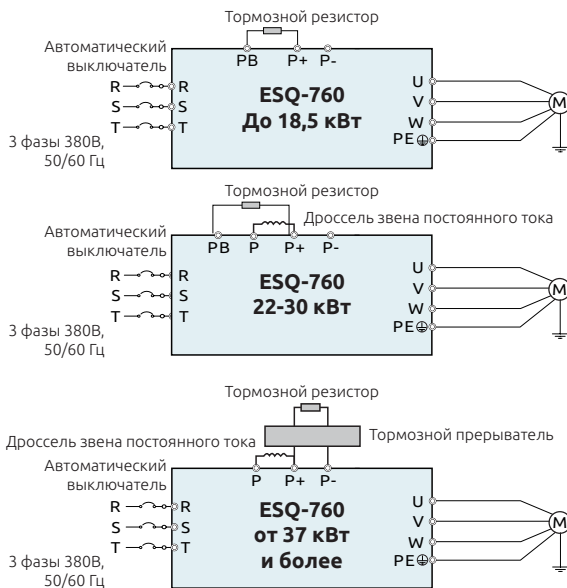 Тормозной резистор
Автоматический
выключатель
PB P+ P-
R R
S S
T T
3 фазы 380В,
50/60 Гц
ESQ-760
До 18,5 кВт
U
V
W
PE
M
Тормозной резистор
Дроссель звена постоянного тока
Автоматический
выключатель
PB P P+ P-
R R
S S
T T
3 фазы 380В,
50/60 Гц
ESQ-760
22-30 кВт
U
V
W
PE
M
Тормозной резистор
Дроссель звена постоянного тока
Тормозной прерыватель
Автоматический
выключатель
P P+ P-
R R
S S
T T
3 фазы 380В,
50/60 Гц
ESQ-760
от 37 кВт
и более
U
V
W
PE
M